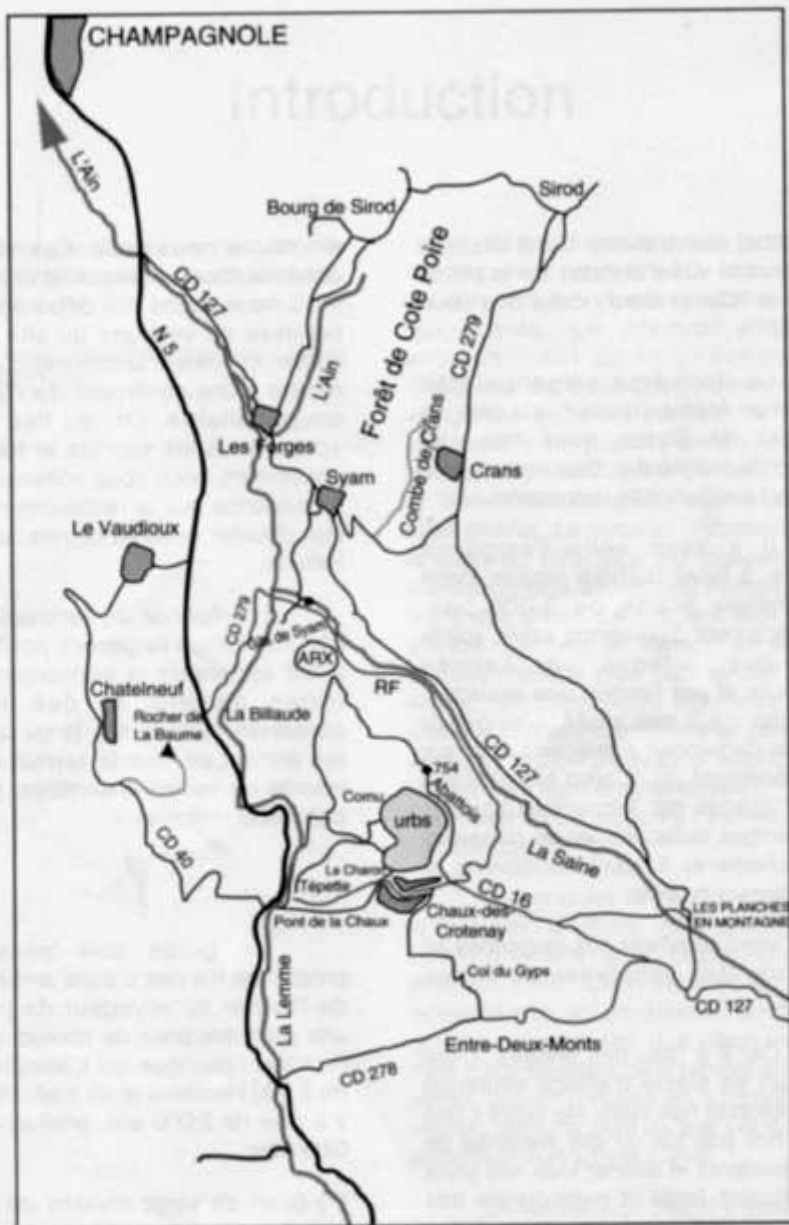 Introduction
CHAMPAGNOLE
L'Ain
Bourg de Sirod
Sirod
CD 127
N 5
L'Ain
Forêt de Cote Poire
CD 279
Les Forges
Combe de Crans
Crans
Syam
Le Vaudioux
CD 279
de Syam
ARX
RF
Chatelneuf
Rocher de
La Baume
La Billaude
CD 127
754
Cornu
urbs
La Saine
CD 40
Tépette
CD 16
Pont de la Chaux
Chaux-des-
Crotenay
LES PLANCHES
EN MONTAGNE
Col du Gyps
La Lemme
CD 127
Entre-Deux-Monts
CD 278